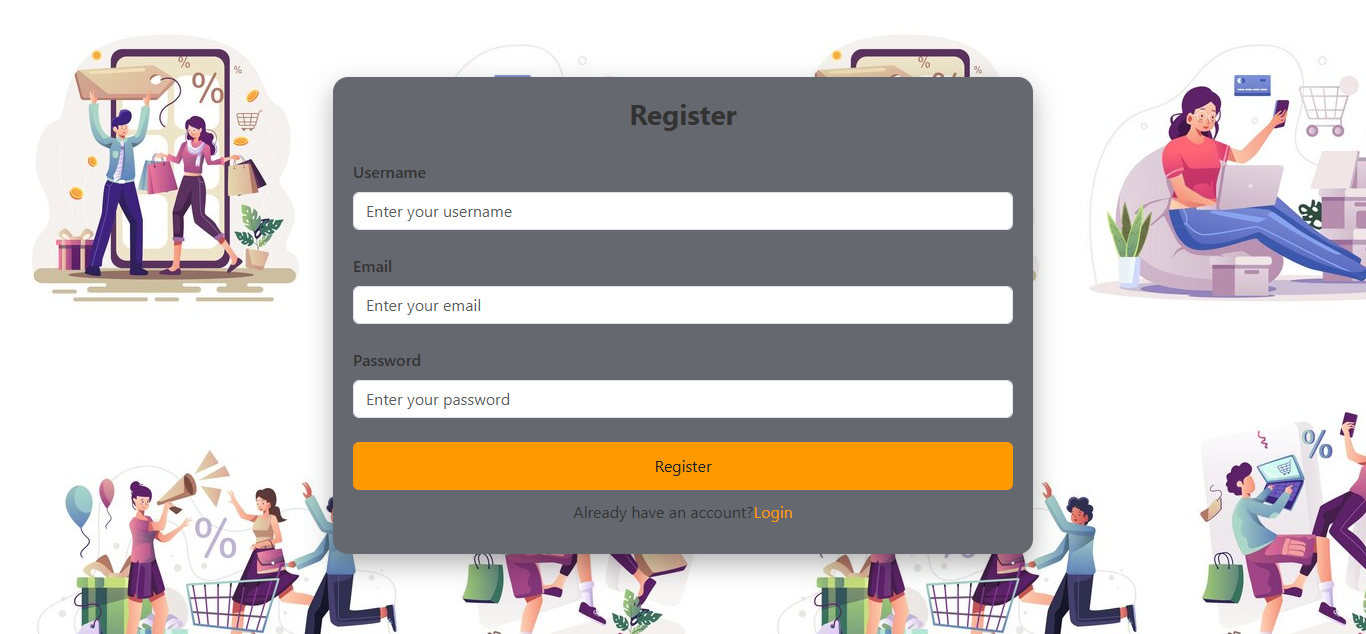 Register
Username
Enter your username
Email
Enter your email
Password
Enter your password
Register
Already have an account?Login
%
%
%
%
%
%
%
%